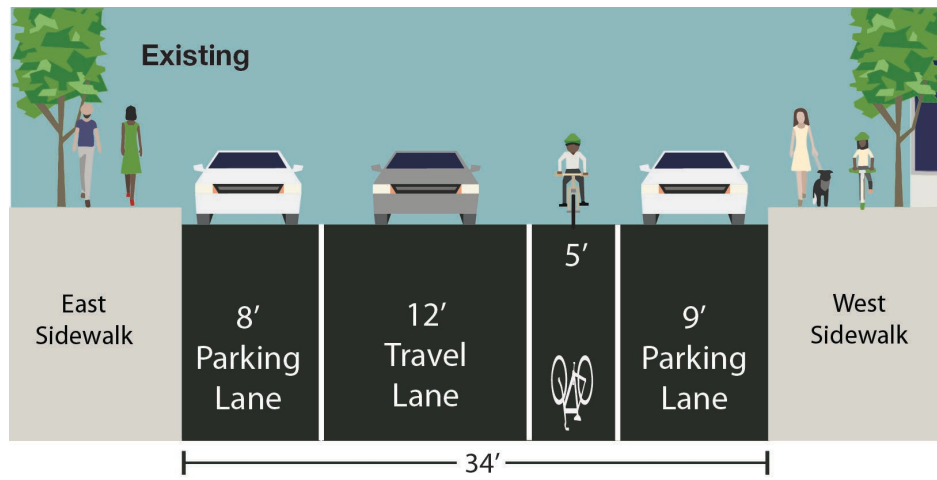 Existing
East
Sidewalk
8’
Parking
Lane
12’
Travel
Lane
5’
9’
Parking
Lane
West
Sidewalk
34’